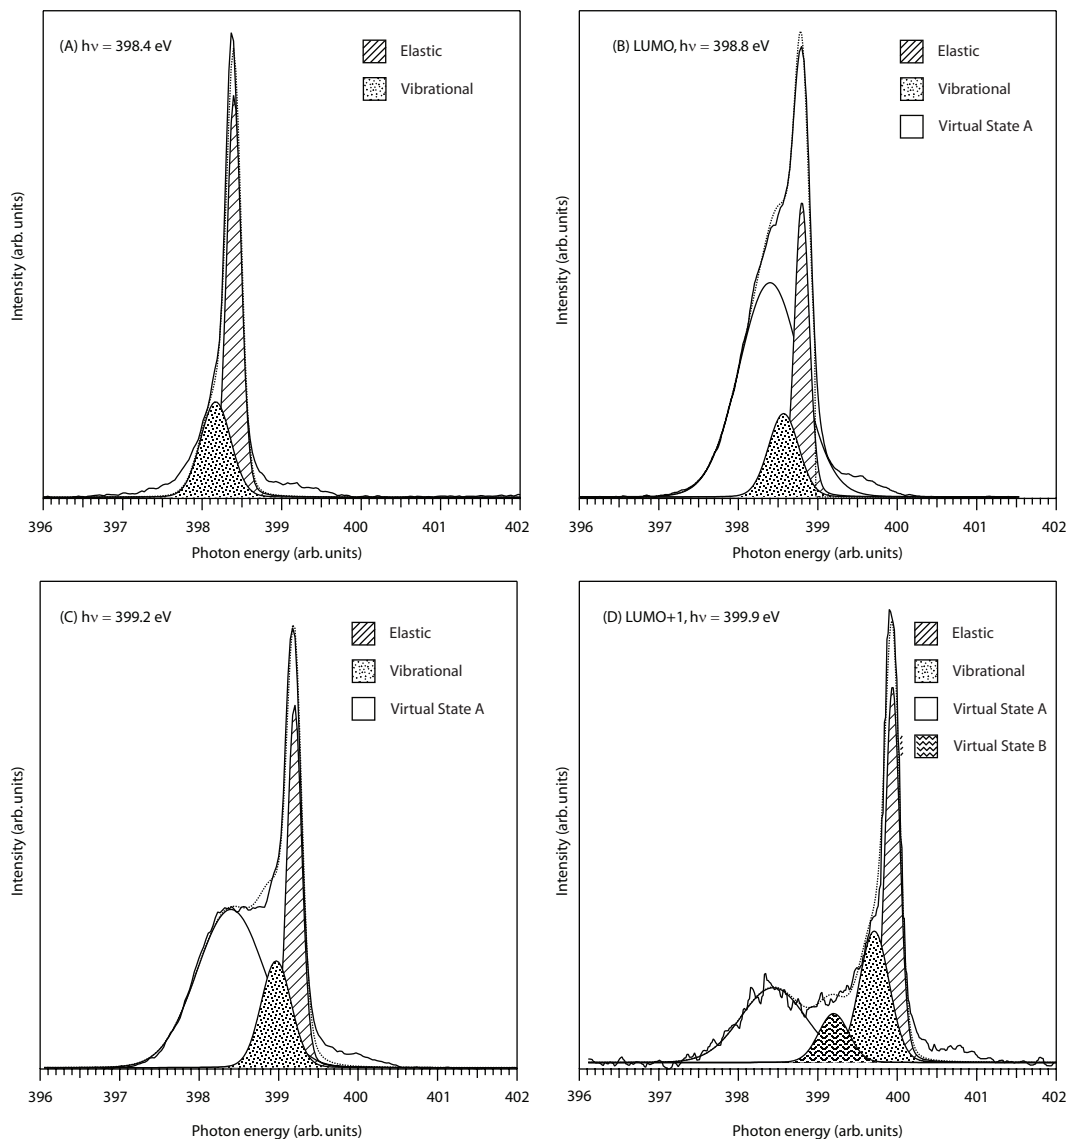 (A) hν = 398.4 eV
Elastic
Vibrational
Intensity (arb. units)
396 397 398 399 400 401 402
Photon energy (arb. units)
(B) LUMO, hν = 398.8 eV
Elastic
Vibrational
Virtual State A
Intensity (arb. units)
396 397 398 399 400 401 402
Photon energy (arb. units)
(C) hν = 399.2 eV
Elastic
Vibrational
Virtual State A
Intensity (arb. units)
396 397 398 399 400 401 402
Photon energy (arb. units)
(D) LUMO+1, hν = 399.9 eV
Elastic
Vibrational
Virtual State A
Virtual State B
Intensity (arb. units)
396 397 398 399 400 401 402
Photon energy (arb. units)